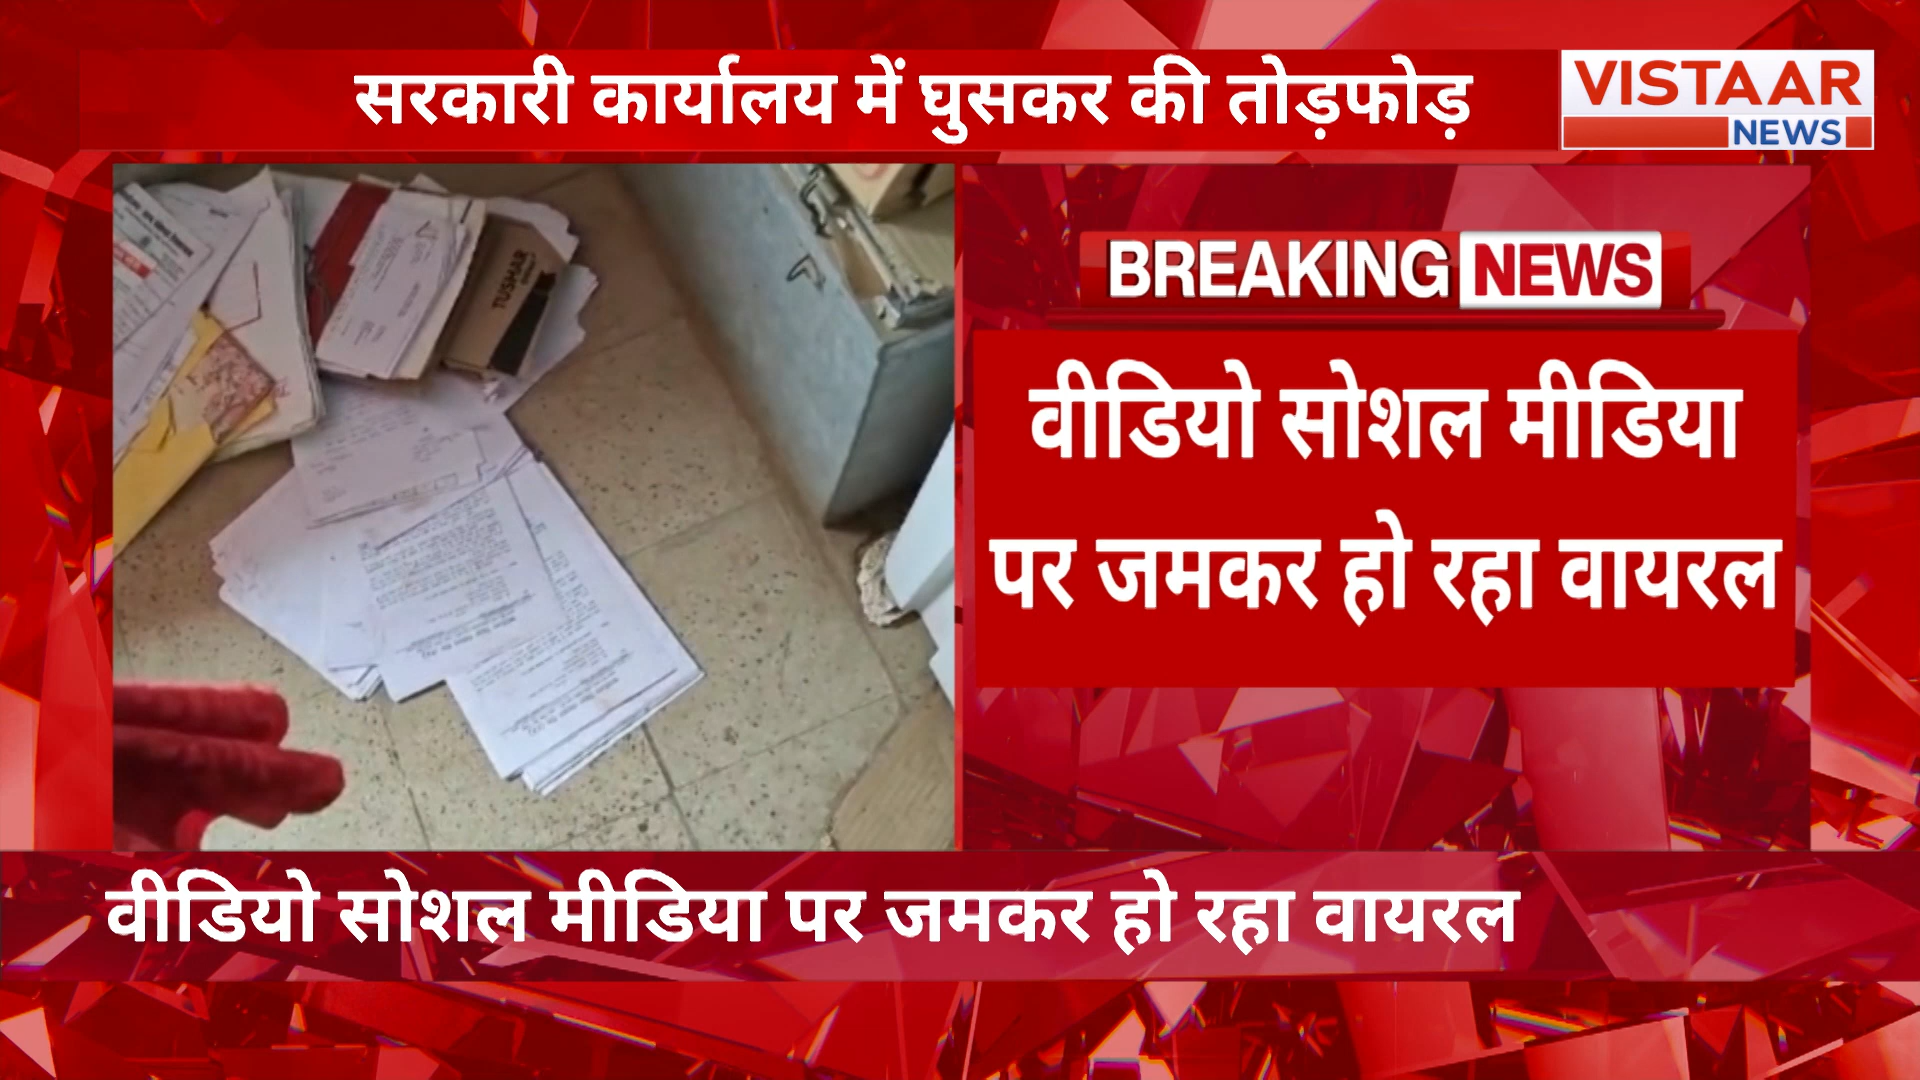 सरकारी कार्यालय में घुसकर की तोड़फोड़
VISTAAR
NEWS
TUSHAR
BREAKING NEWS
वीडियो सोशल मीडिया
पर जमकर हो रहा वायरल
वीडियो सोशल मीडिया पर जमकर हो रहा वायरल